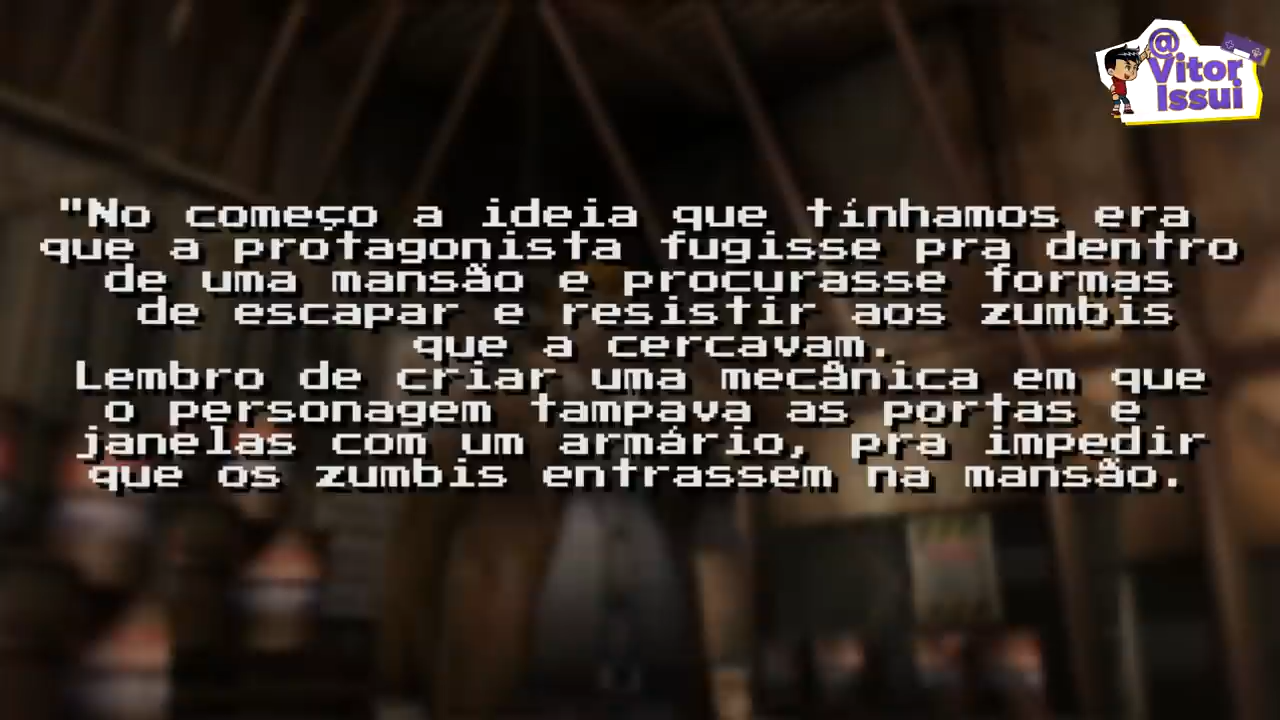 @
Vitor
Issui
"No começo a ideia que tínhamos era
que a protagonista fugisse pra dentro
de uma mansão e procurasse formas
de escapar e resistir aos zumbis
que a cercavam.
Lembro de criar uma mecânica em que
o personagem tampava as portas e
janelas com um armário, pra impedir
que os zumbis entrassem na mansão.